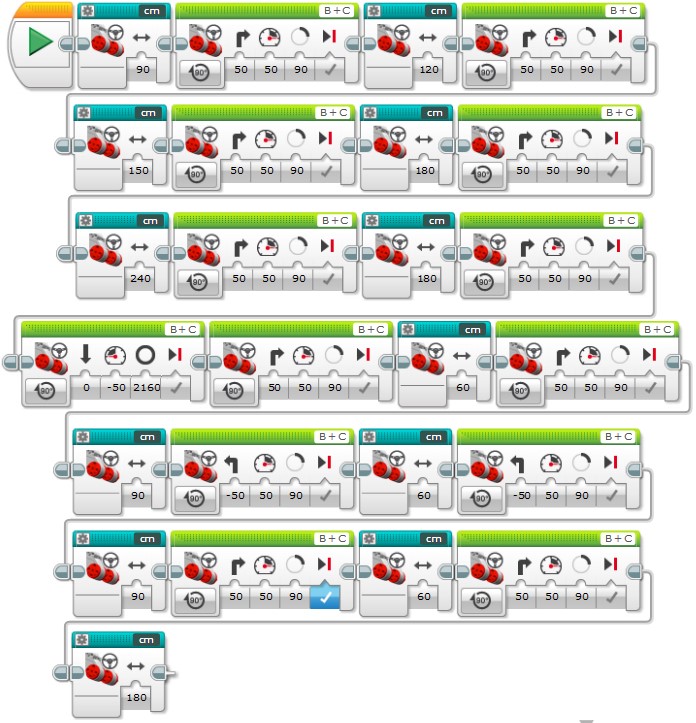 cm B+C cm B+C
90 50 50 90 120 50 50 90
90° 90°
cm B+C cm B+C
150 50 50 90 180 50 50 90
90° 90°
cm B+C cm B+C
240 50 50 90 180 50 50 90
90° 90°
B+C B+C cm B+C
0 -50 2160 50 50 90 60 50 50 90
90° 90° 90°
cm B+C cm B+C
90 -50 50 90 60 -50 50 90
90° 90°
cm B+C cm B+C
90 50 50 90 60 50 50 90
90° 90°
cm
180